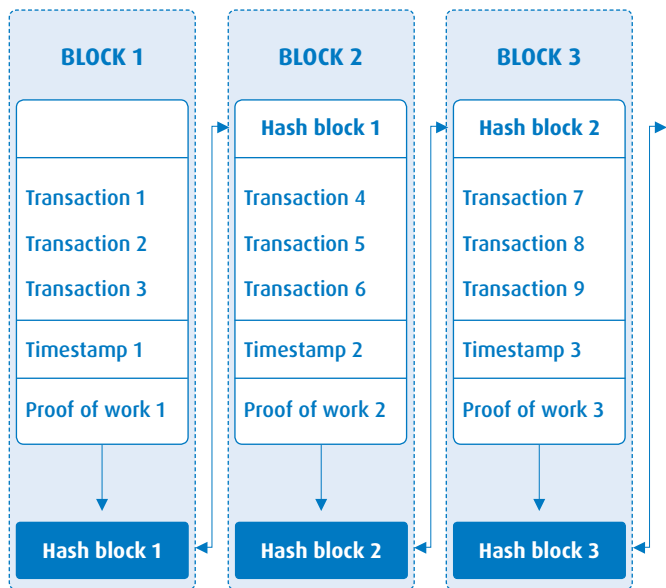 BLOCK 1
Transaction 1
Transaction 2
Transaction 3
Timestamp 1
Proof of work 1
Hash block 1
BLOCK 2
Hash block 1
Transaction 4
Transaction 5
Transaction 6
Timestamp 2
Proof of work 2
Hash block 2
BLOCK 3
Hash block 2
Transaction 7
Transaction 8
Transaction 9
Timestamp 3
Proof of work 3
Hash block 3